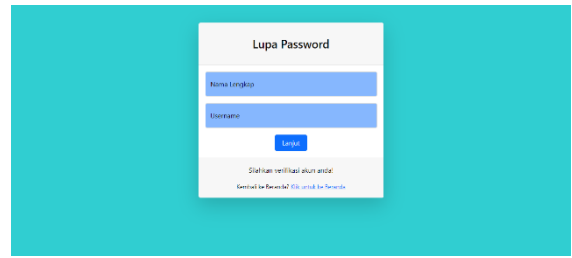 Lupa Password
Nama Lengkap
Username
Lanjut
Silahkan verifikasi akun anda!
Kembali ke Beranda? Klik untuk ke Beranda